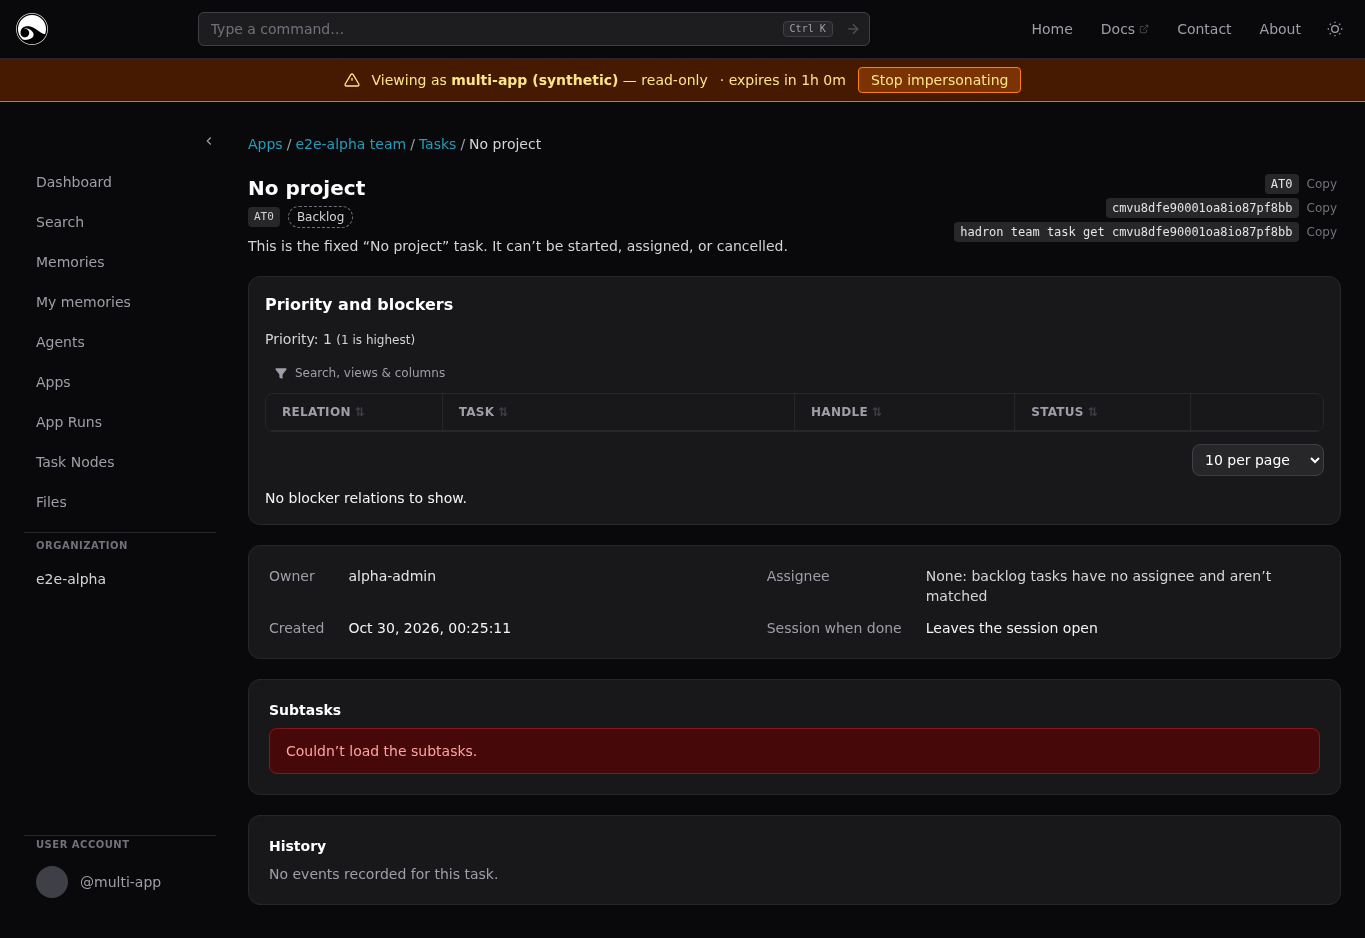 Type a command…
Ctrl K
Home
Docs
Contact
About
Viewing as multi-app (synthetic) — read-only · expires in 1h 0m
Stop impersonating
Dashboard
Search
Memories
My memories
Agents
Apps
App Runs
Task Nodes
Files
ORGANIZATION
e2e-alpha
USER ACCOUNT
@multi-app
Apps / e2e-alpha team / Tasks / No project
No project
AT0
Backlog
This is the fixed “No project” task. It can’t be started, assigned, or cancelled.
AT0 Copy
cmvu8dfe90001oa8io87pf8bb Copy
hadron team task get cmvu8dfe90001oa8io87pf8bb Copy
Priority and blockers
Priority: 1 (1 is highest)
Search, views & columns
RELATION
TASK
HANDLE
STATUS
10 per page
No blocker relations to show.
Owner alpha-admin
Assignee None: backlog tasks have no assignee and aren’t
matched
Created Oct 30, 2026, 00:25:11
Session when done Leaves the session open
Subtasks
Couldn’t load the subtasks.
History
No events recorded for this task.